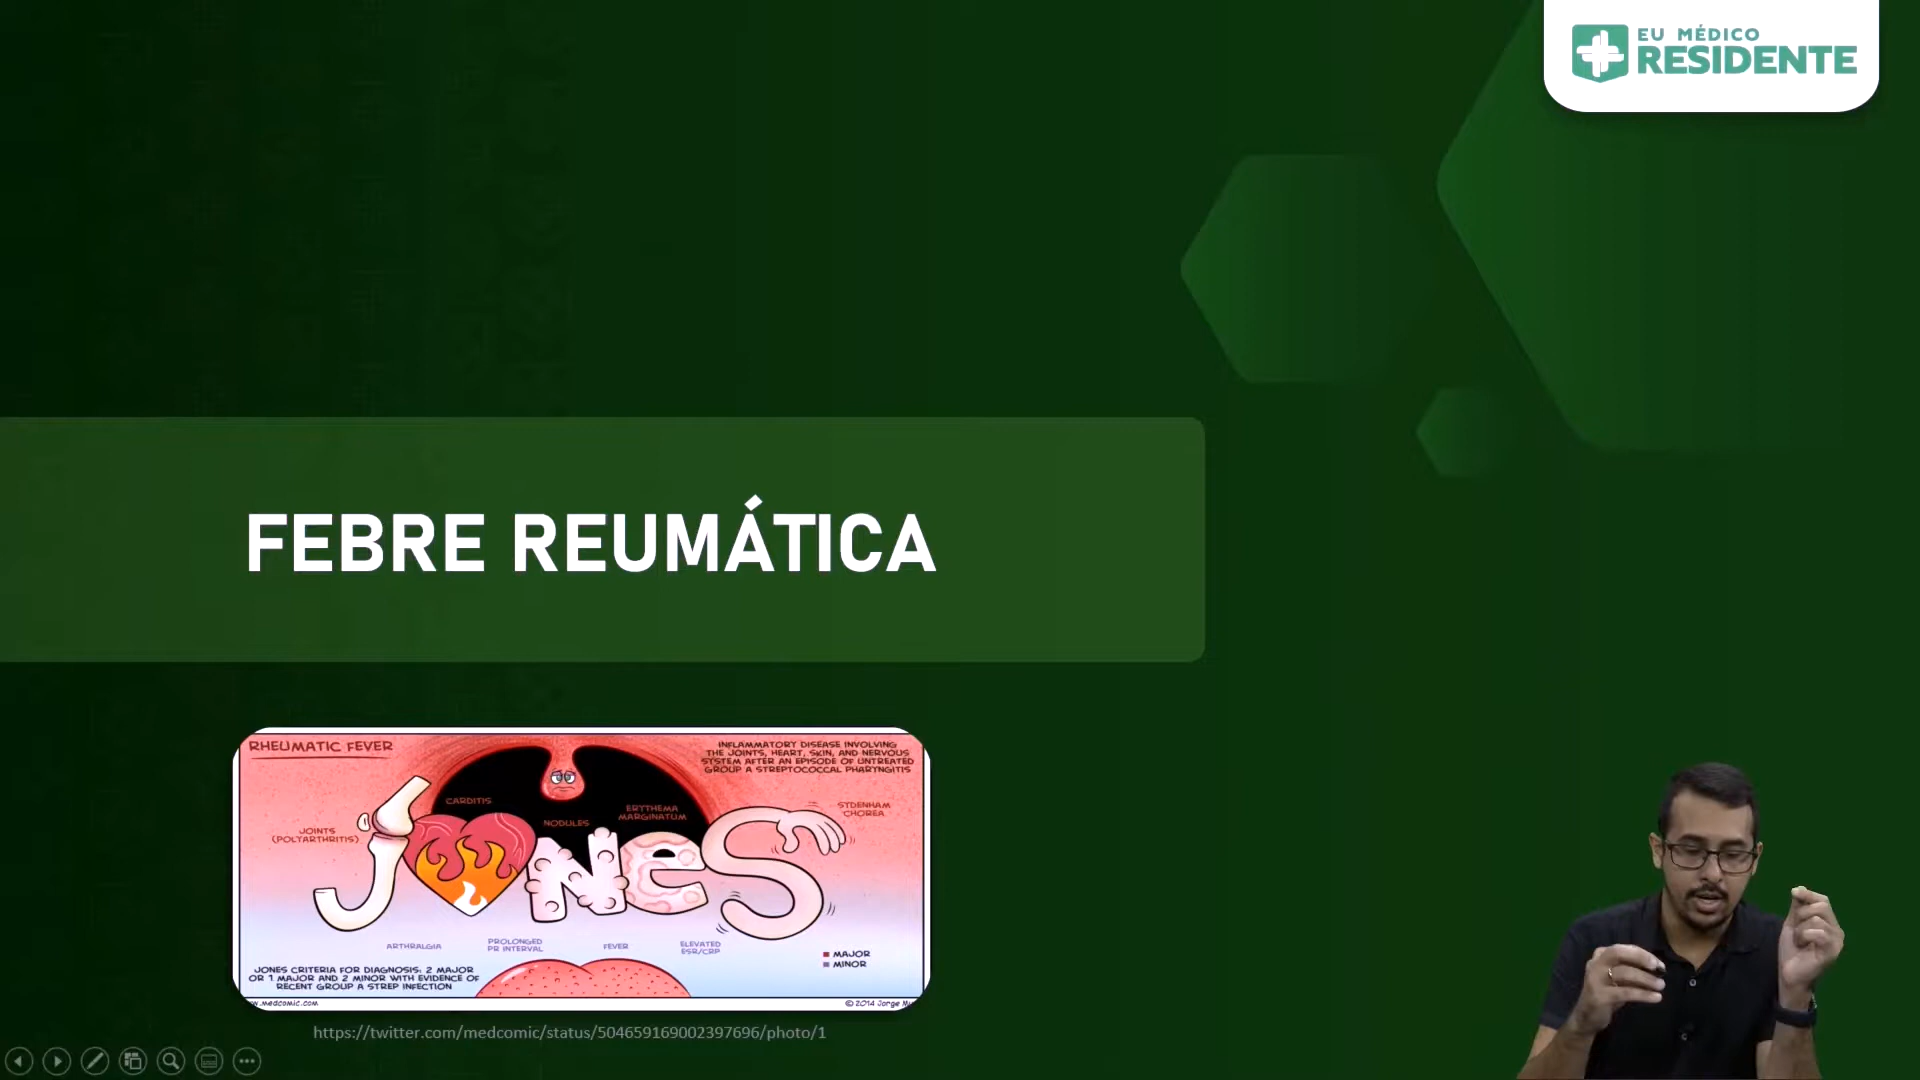 EU MÉDICO
RESIDENTE
FEBRE REUMÁTICA
RHEUMATIC FEVER
INFLAMMATORY DISEASE INVOLVING
THE JOINTS, HEART, SKIN, AND NERVOUS
SYSTEM AFTER AN EPISODE OF UNTREATED
GROUP A STREPTOCOCCAL PHARYNGITIS
CARDITIS
NODULES
ERYTHEMA
MARGINATUM
SYDENHAM
CHOREA
JOINTS
(POLYARTHRITIS)
JONeS
ARTHRALGIA
PROLONGED
PR INTERVAL
FEVER
ELEVATED
ESR/CRP
MAJOR
MINOR
JONES CRITERIA FOR DIAGNOSIS: 2 MAJOR
OR 1 MAJOR AND 2 MINOR WITH EVIDENCE OF
RECENT GROUP A STREP INFECTION
w.medcomic.com
© 2014 Jorge Mu
https://twitter.com/medcomic/status/504659169002397696/photo/1